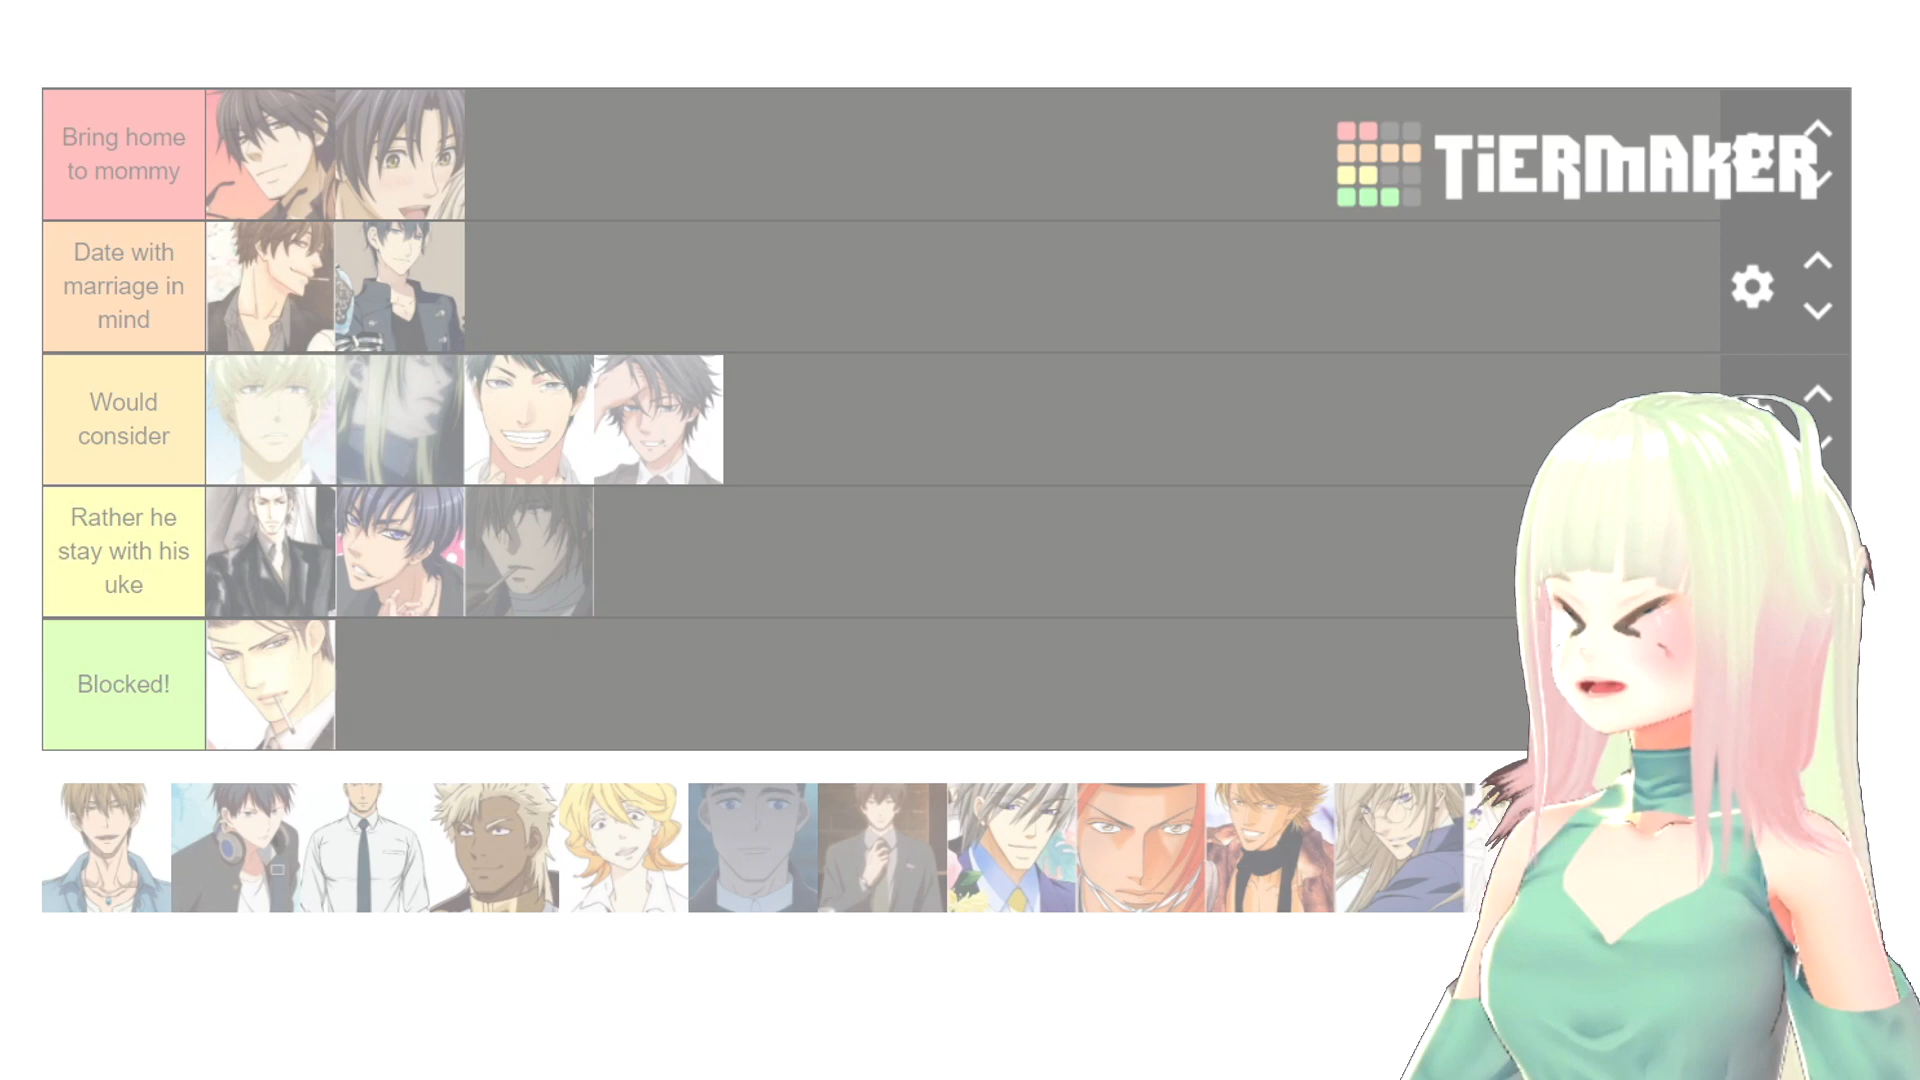 Bring home
to mommy
TiERMAKER
Date with
marriage in
mind
Would
consider
Rather he
stay with his
uke
Blocked!